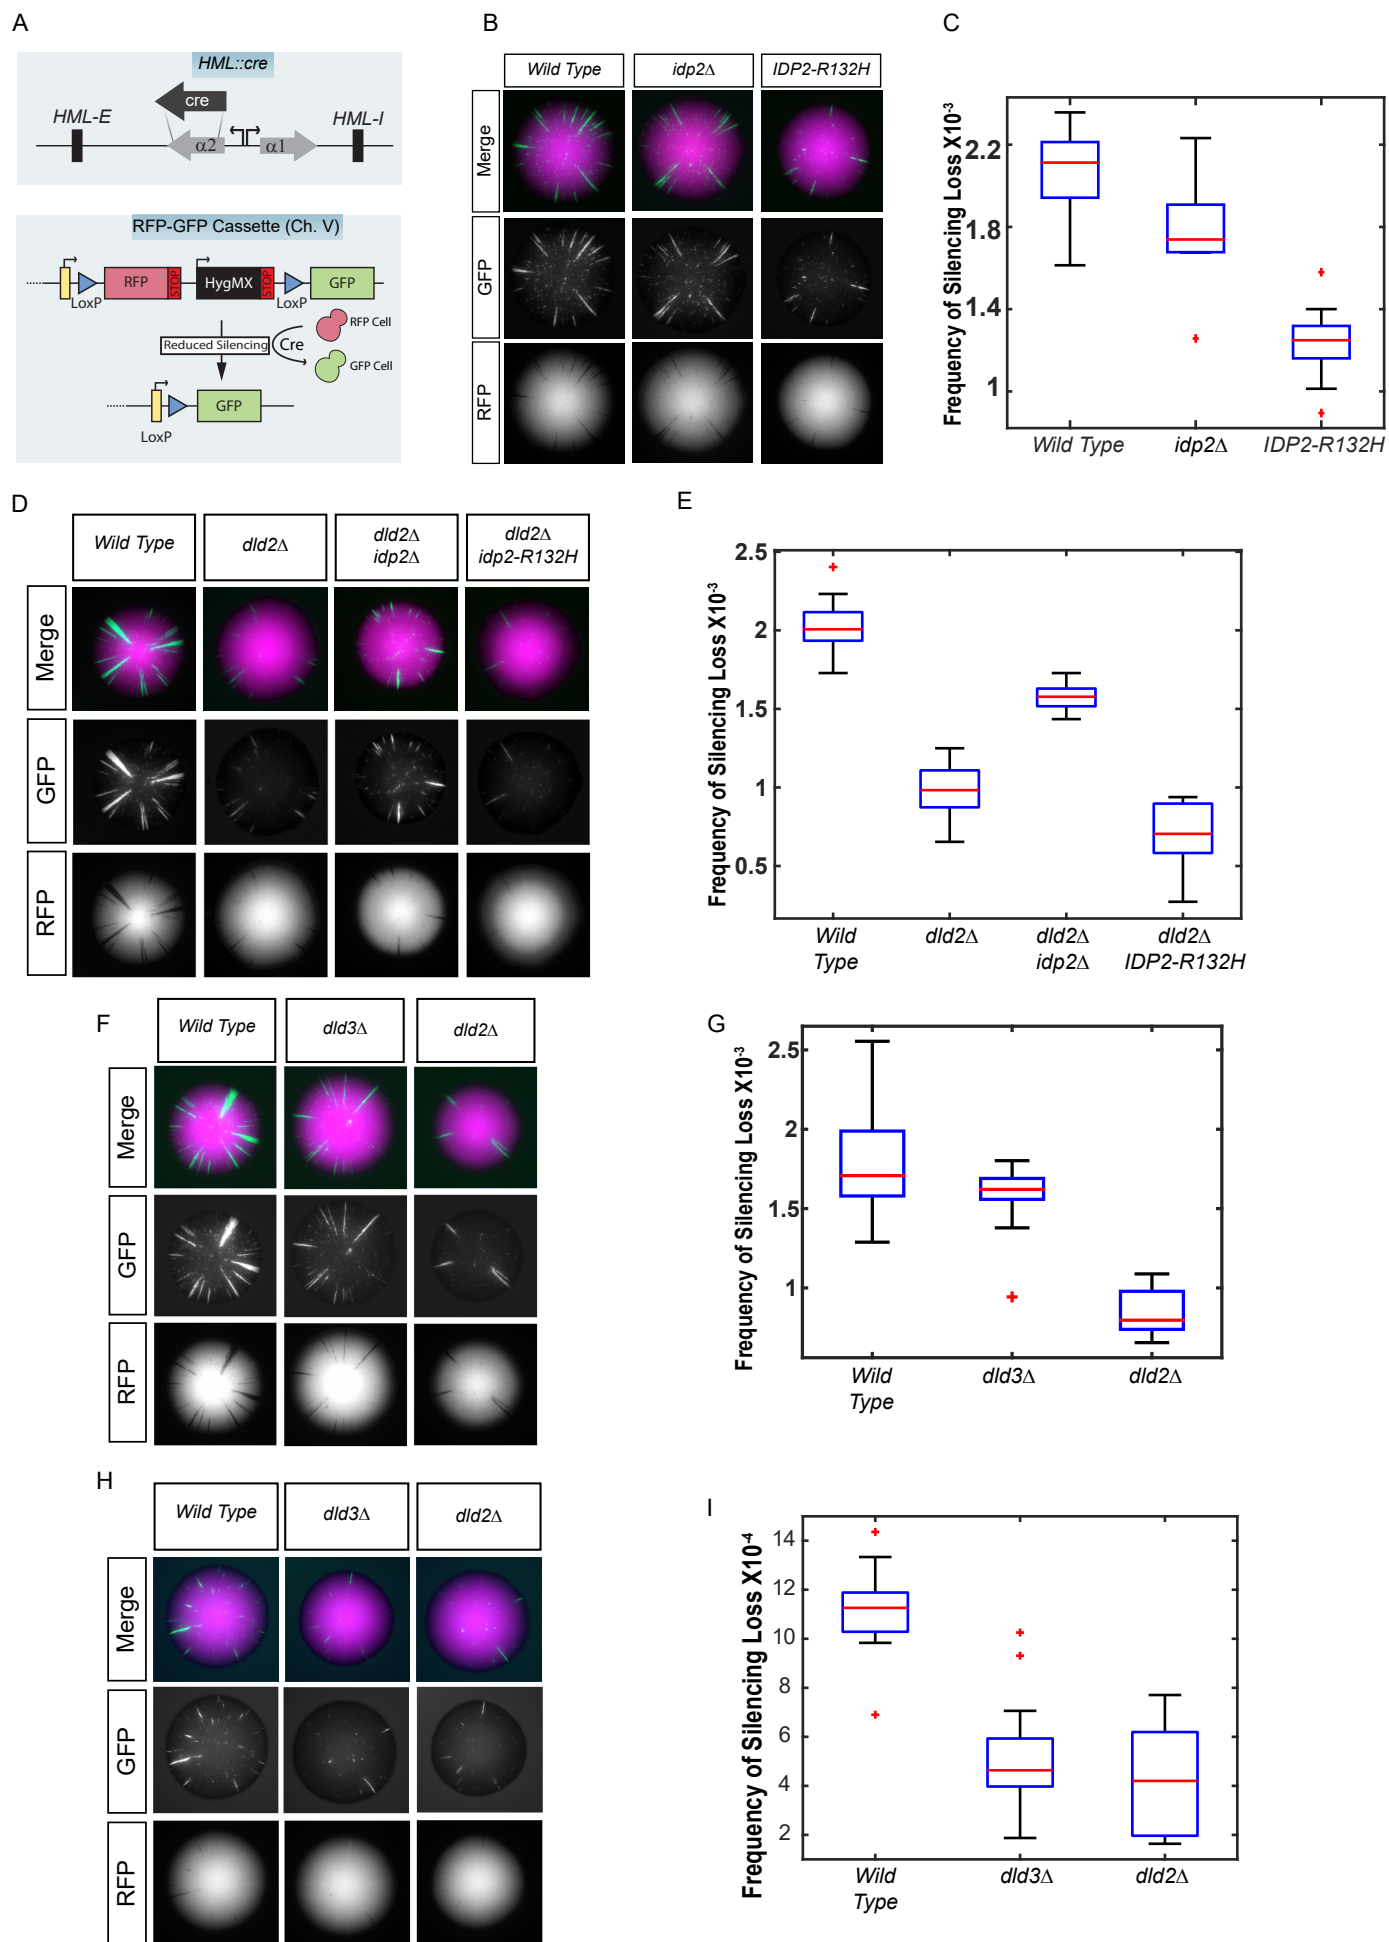 A
HML::cre
cre
HML-E
HML-I
α2
α1
RFP-GFP Cassette (Ch. V)
RFP
STOP
HygMX
STOP
GFP
LoxP
LoxP
Reduced Silencing
Cre
RFP Cell
GFP Cell
GFP
LoxP
B
Wild Type
idp2Δ
IDP2-R132H
Merge
GFP
RFP
C
Frequency of Silencing Loss X10-3
2.2
1.8
1.4
1
Wild Type
idp2Δ
IDP2-R132H
D
Wild Type
dld2Δ
dld2Δ
idp2Δ
dld2Δ
idp2-R132H
Merge
GFP
RFP
E
Frequency of Silencing Loss X10-3
2.5
2
1.5
1
0.5
Wild
Type
dld2Δ
dld2Δ
idp2Δ
dld2Δ
IDP2-R132H
F
Wild Type
dld3Δ
dld2Δ
Merge
GFP
RFP
G
Frequency of Silencing Loss X10-3
2.5
2
1.5
1
Wild
Type
dld3Δ
dld2Δ
H
Wild Type
dld3Δ
dld2Δ
Merge
GFP
RFP
I
Frequency of Silencing Loss X10-4
14
12
10
8
6
4
2
Wild
Type
dld3Δ
dld2Δ